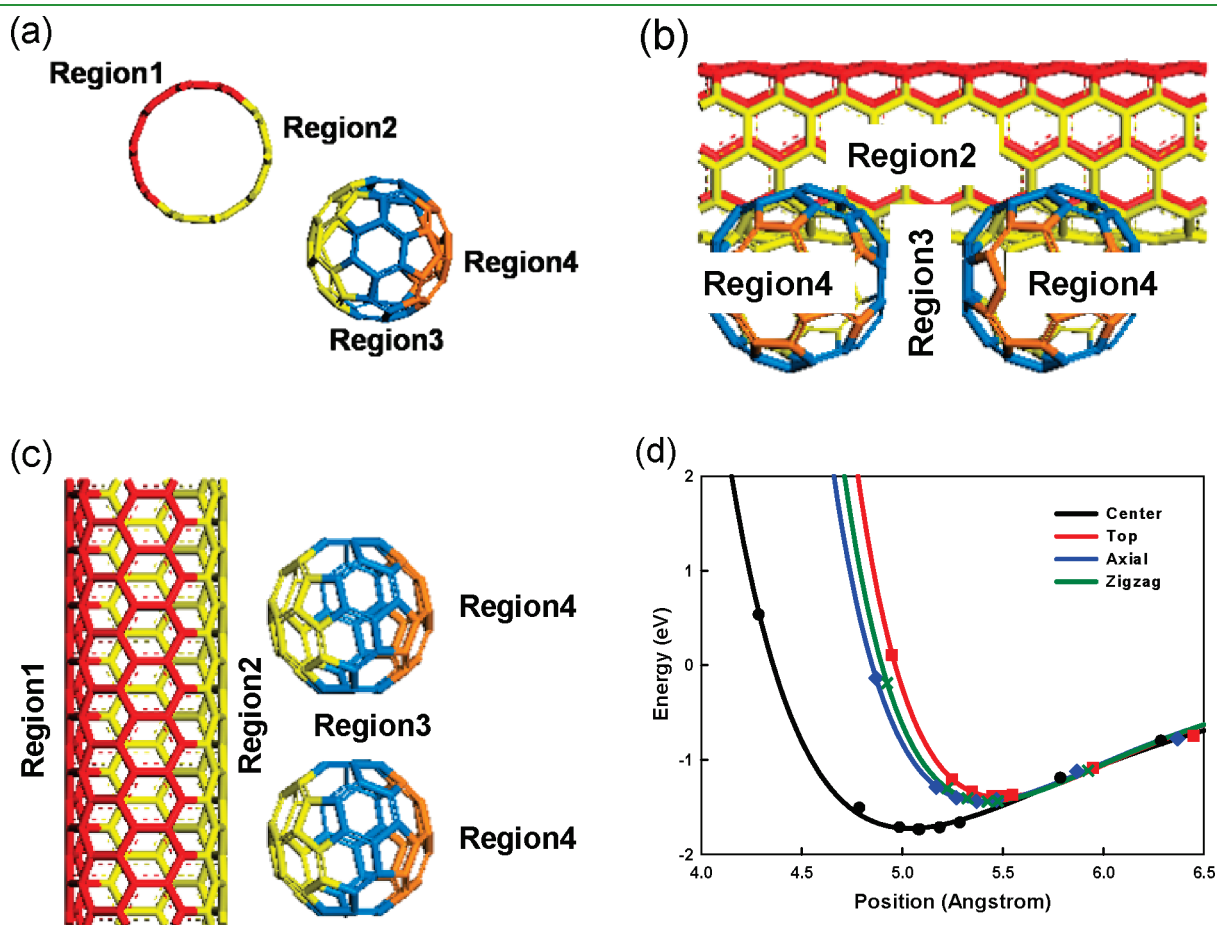 (a)
Region1
Region2
Region4
Region3
(b)
Region2
Region3
Region4
Region4
(c)
Region1
Region2
Region4
Region3
Region4
(d)
Center
Top
Axial
Zigzag
Energy (eV)
2
1
0
-1
-2
4.0 4.5 5.0 5.5 6.0 6.5
Position (Angstrom)